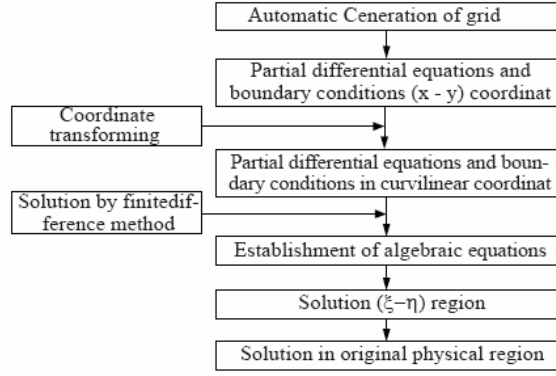 Automatic Ceneration of grid
Partial differential equations and
boundary conditions (x - y) coordinat
Coordinate
transforming
Partial differential equations and boun-
dary conditions in curvilinear coordinat
Solution by finitedif-
ference method
Establishment of algebraic equations
Solution (ξ−η) region
Solution in original physical region